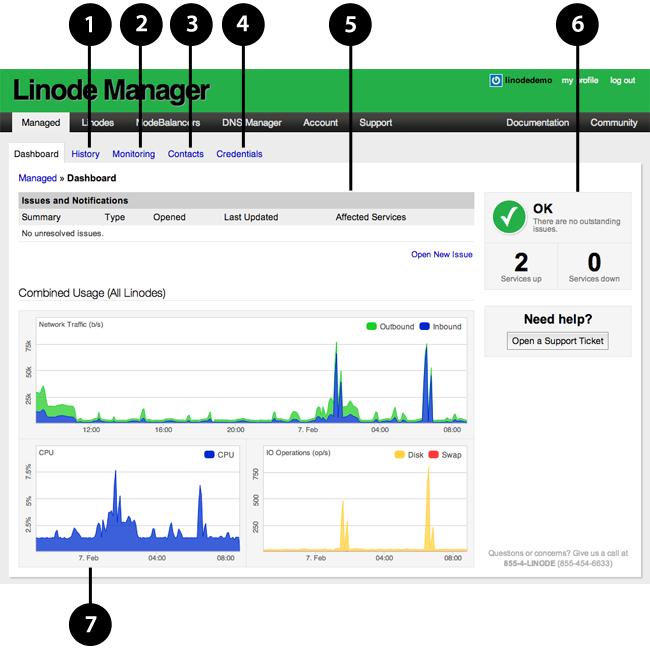 1 2 3 4 5 6
Linode Manager
linodedemo my profile log out
Managed Linodes NodeBalancers DNS Manager Account Support Documentation Community
Dashboard History Monitoring Contacts Credentials
Managed » Dashboard
Issues and Notifications
Summary Type Opened Last Updated Affected Services
No unresolved issues.
Open New Issue
OK
There are no outstanding
issues.
2 0
Services up Services down
Need help?
Open a Support Ticket
Combined Usage (All Linodes)
Network Traffic (b/s) Outbound Inbound
75k
50k
25k
12:00 16:00 20:00 7. Feb 04:00 08:00
CPU CPU
7.5%
5%
2.5%
7. Feb 04:00 08:00
IO Operations (op/s) Disk Swap
750
500
250
7. Feb 04:00 08:00
Questions or concerns? Give us a call at
855-4-LINODE (855-454-6633)
7